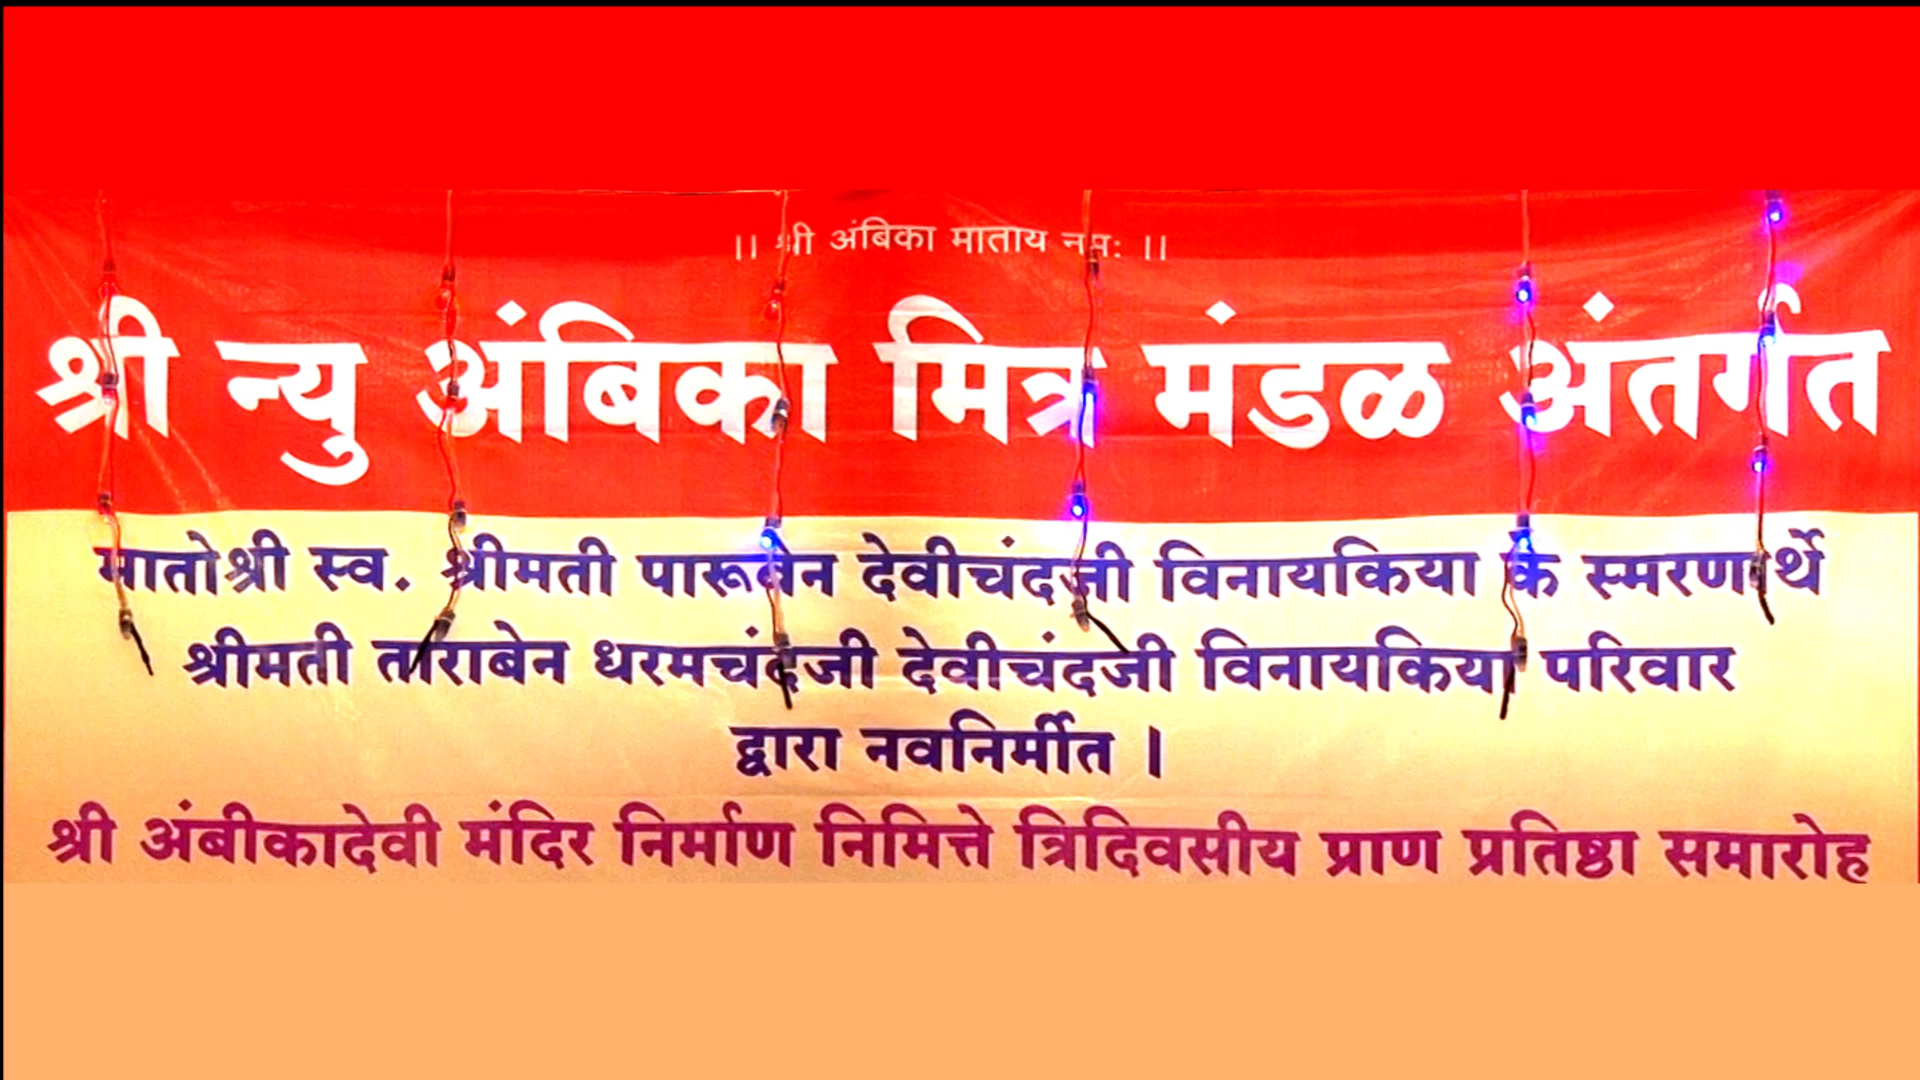 ।। श्री अंबिका माताय नमः ।।
श्री न्यु अंबिका मित्र मंडळ अंतर्गत
मातोश्री स्व. श्रीमती पारूबेन देवीचंदजी विनायकिया के स्मरणार्थे
श्रीमती ताराबेन धरमचंदजी देवीचंदजी विनायकिया परिवार
द्वारा नवनिर्मीत ।
श्री अंबीकादेवी मंदिर निर्माण निमित्ते त्रिदिवसीय प्राण प्रतिष्ठा समारोह